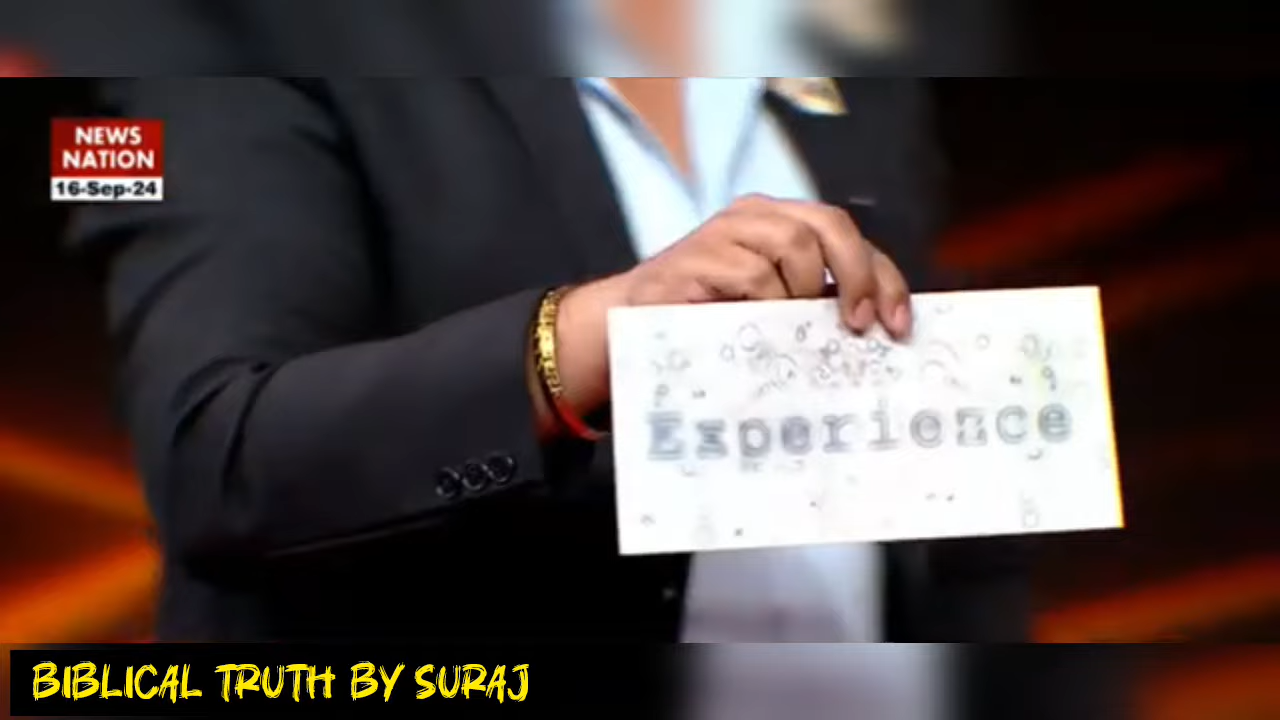 NEWS
NATION
16-Sep-24
Experience
BIBLICAL TRUTH BY SURAJ